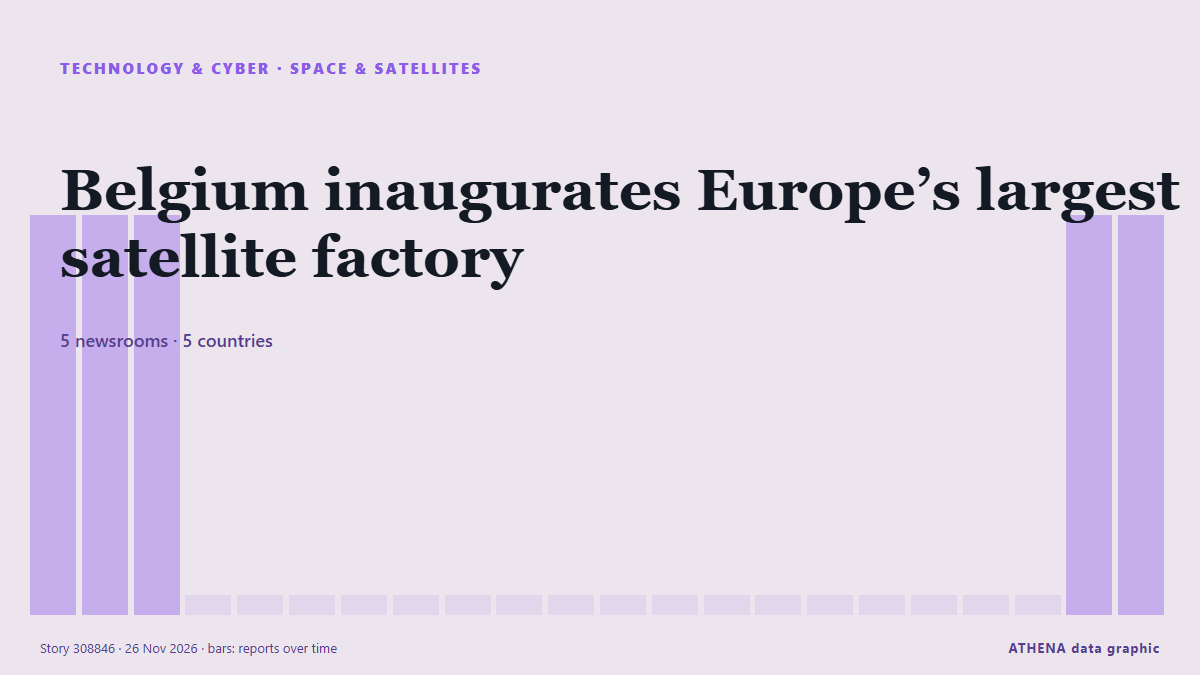 TECHNOLOGY & CYBER · SPACE & SATELLITES
Belgium inaugurates Europe’s largest
satellite factory
5 newsrooms · 5 countries
Story 308846 · 26 Nov 2026 · bars: reports over time
ATHENA data graphic